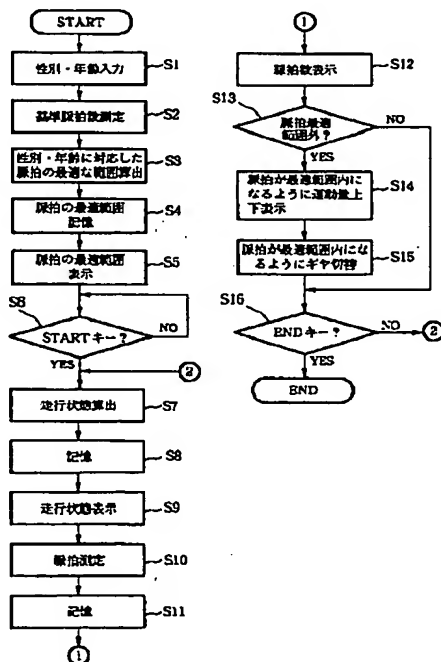 START
性別・年齢入力
S1
基準脈拍数測定
S2
性別・年齢に対応した
脈拍の最適な範囲算出
S3
脈拍の最適範囲
記憶
S4
脈拍の最適範囲
表示
S5
S6
STARTキー?
NO
YES
②
走行状態算出
S7
記憶
S8
走行状態表示
S9
脈拍測定
S10
記憶
S11
①
①
脈拍数表示
S12
S13
脈拍最適
範囲外?
NO
YES
脈拍が最適範囲内に
なるように運動量上
下表示
S14
脈拍が最適範囲内にな
るようにギヤ切替
S15
S16
ENDキー?
NO
②
YES
END